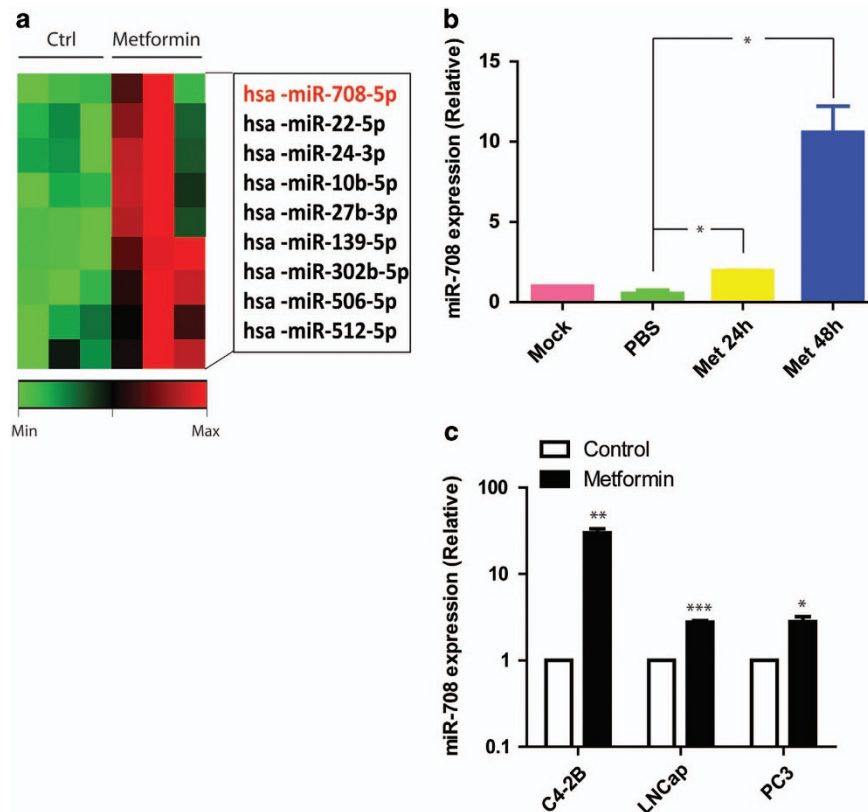 a
Ctrl Metformin
hsa -miR-708-5p
hsa -miR-22-5p
hsa -miR-24-3p
hsa -miR-10b-5p
hsa -miR-27b-3p
hsa -miR-139-5p
hsa -miR-302b-5p
hsa -miR-506-5p
hsa -miR-512-5p
Min Max
b
miR-708 expression (Relative)
15
10
5
0
*
*
Mock
PBS
Met 24h
Met 48h
c
Control
Metformin
miR-708 expression (Relative)
100
10
1
0.1
**
***
*
C4-2B
LNCap
PC3